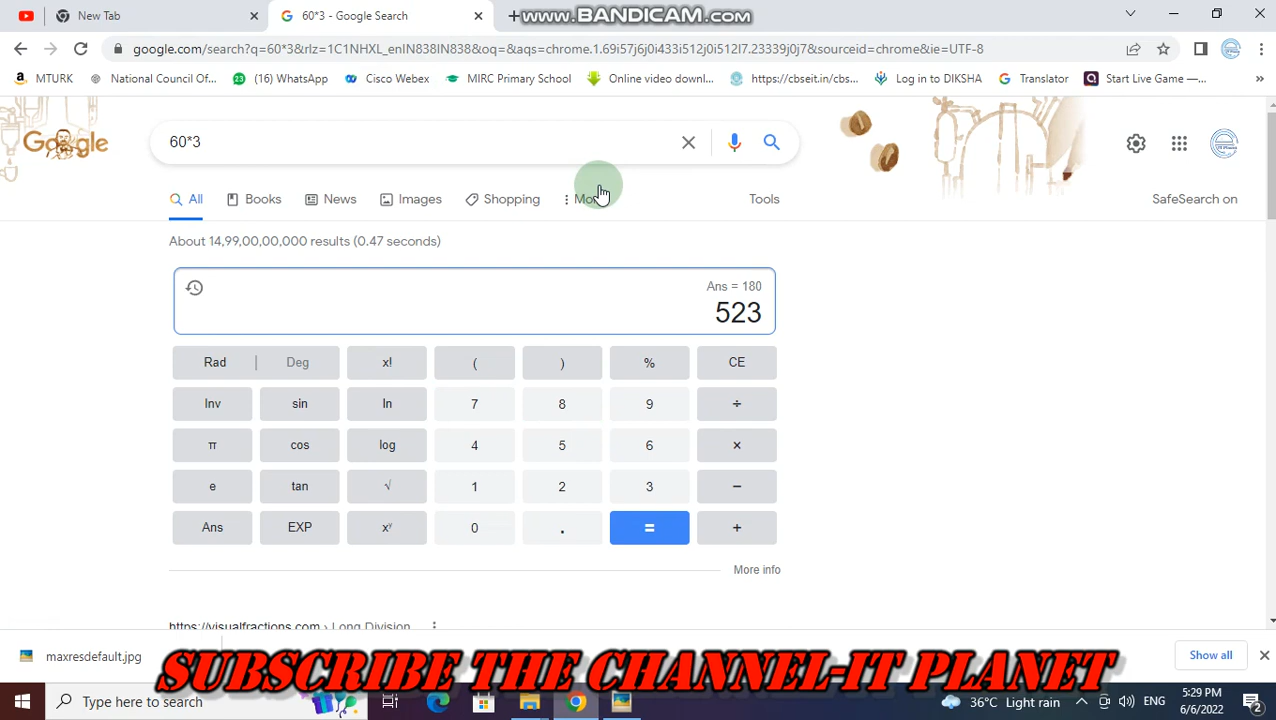 New Tab
60*3 - Google Search
www.BANDICAM.com
google.com/search?q=60*3&rlz=1C1NHXL_enIN838IN838&oq=&aqs=chrome.1.69i57j6j0i433i512j0i512l7.23339j0j7&sourceid=chrome&ie=UTF-8
MTURK
National Council Of...
(16) WhatsApp
Cisco Webex
MIRC Primary School
Online video downl...
https://cbseit.in/cbs...
Log in to DIKSHA
Translator
Start Live Game —...
Google
60*3
All
Books
News
Images
Shopping
Tools
SafeSearch on
About 14,99,00,00,000 results (0.47 seconds)
Ans = 180
523
Rad | Deg x! ( ) % CE
Inv sin ln 7 8 9 ÷
π cos log 4 5 6 ×
e tan √ 1 2 3 −
Ans EXP xʸ 0 . = +
More info
https://visualfractions.com › Long Division
maxresdefault.jpg
Show all
SUBSCRIBE THE CHANNEL-IT PLANET
Type here to search
36°C Light rain
ENG
5:29 PM
6/6/2022
2